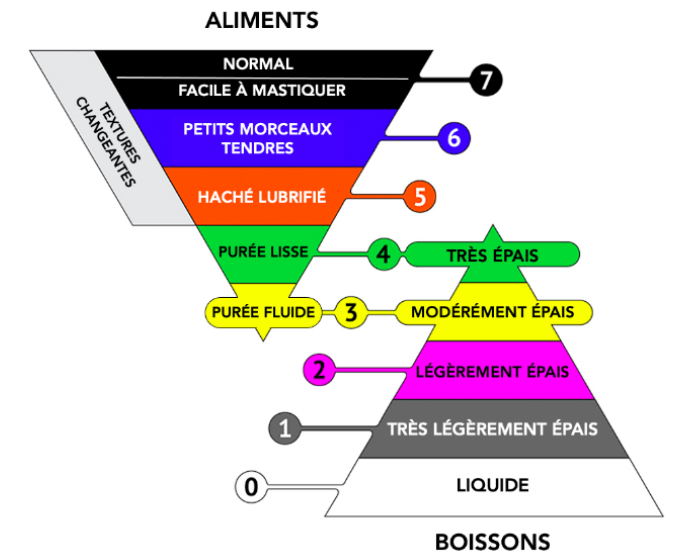 ALIMENTS
NORMAL
FACILE À MASTIQUER
7
TEXTURES
CHANGEANTES
PETITS MORCEAUX
TENDRES
6
HACHÉ LUBRIFIÉ
5
PURÉE LISSE
4
TRÈS ÉPAIS
PURÉE FLUIDE
3
MODÉRÉMENT ÉPAIS
2
LÉGÈREMENT ÉPAIS
1
TRÈS LÉGÈREMENT ÉPAIS
0
LIQUIDE
BOISSONS